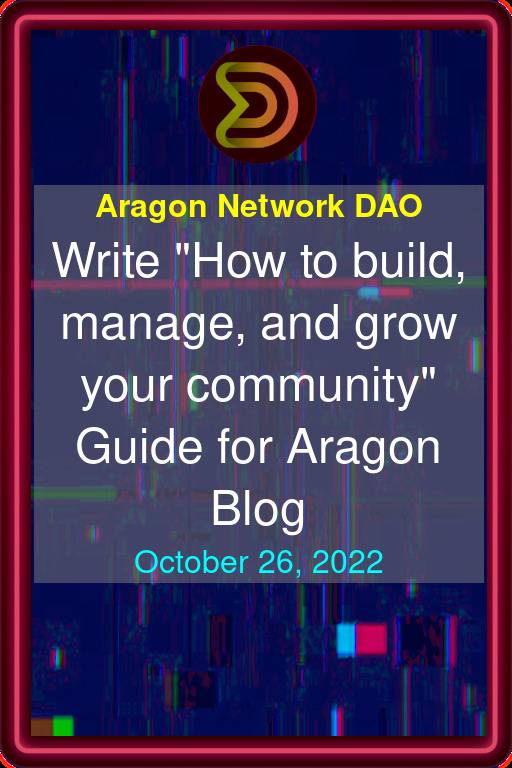 Aragon Network DAO
Write "How to build,
manage, and grow
your community"
Guide for Aragon
Blog
October 26, 2022